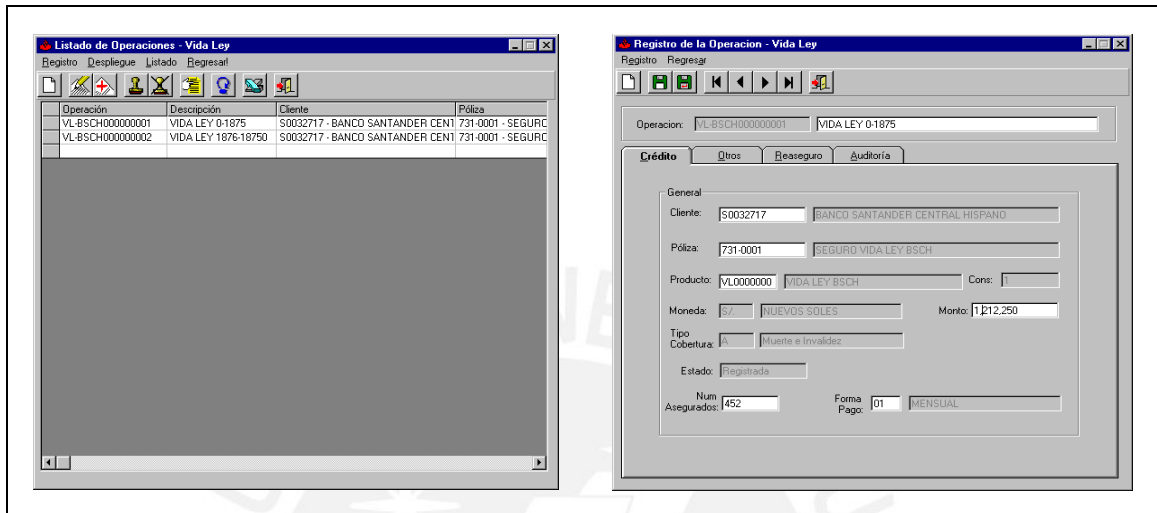 Listado de Operaciones - Vida Ley
Registro Despliegue Listado Regresar!
Operación Descripción Cliente Póliza
VL-BSCH000000001 VIDA LEY 0-1875 S0032717 - BANCO SANTANDER CENT 731-0001 - SEGURO
VL-BSCH000000002 VIDA LEY 1876-18750 S0032717 - BANCO SANTANDER CENT 731-0001 - SEGURO
Registro de la Operacion - Vida Ley
Registro Regresar
Operacion: VL-BSCH000000001 VIDA LEY 0-1875
Crédito Otros Reaseguro Auditoría
General
Cliente: S0032717 BANCO SANTANDER CENTRAL HISPANO
Póliza: 731-0001 SEGURO VIDA LEY BSCH
Producto: VL0000000 VIDA LEY BSCH Cons: 1
Moneda: S/. NUEVOS SOLES Monto: 1,212,250
Tipo
Cobertura: A Muerte e Invalidez
Estado: Registrada
Num
Asegurados: 452 Forma
Pago: 01 MENSUAL